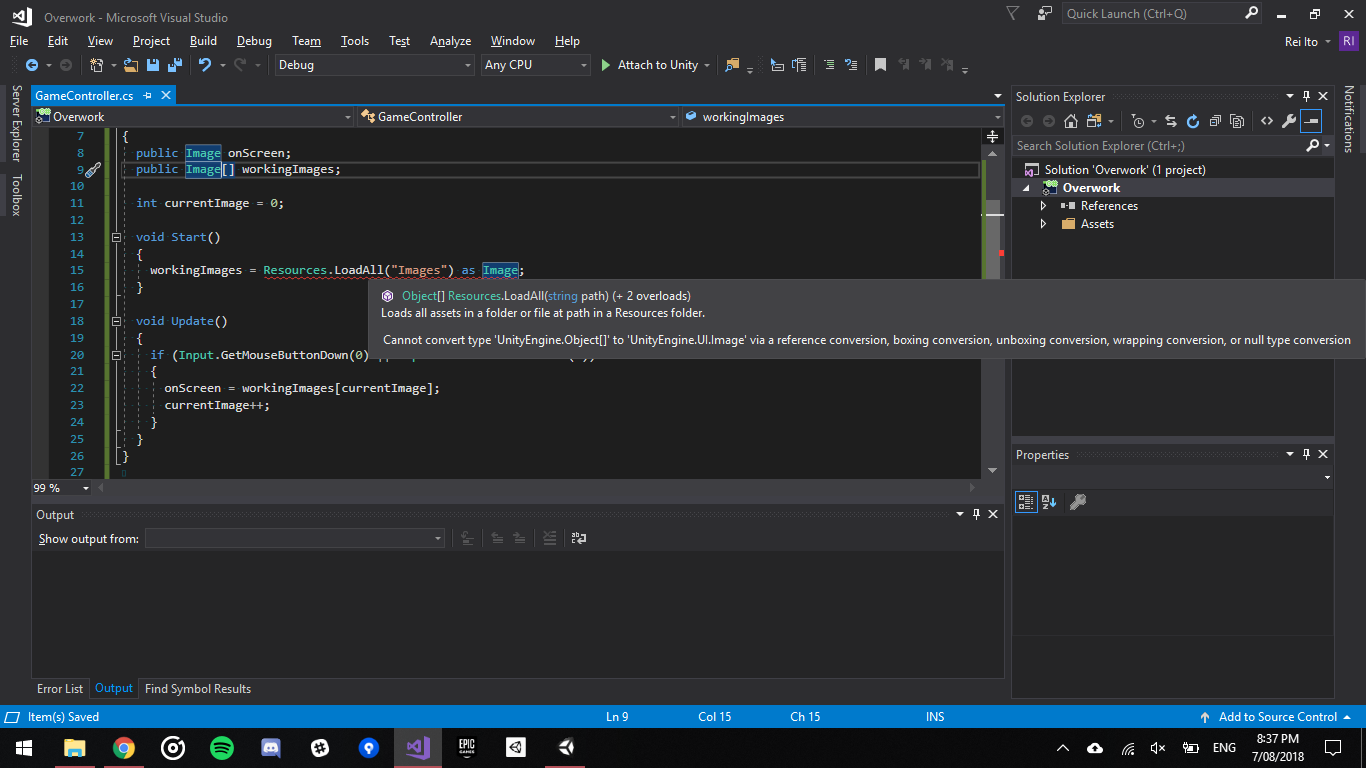 Overwork - Microsoft Visual Studio
Quick Launch (Ctrl+Q)
File Edit View Project Build Debug Team Tools Test Analyze Window Help
Rei Ito RI
Debug Any CPU Attach to Unity
Server Explorer
Toolbox
GameController.cs
Overwork GameController workingImages
7 {
8 public Image onScreen;
9 public Image[] workingImages;
10
11 int currentImage = 0;
12
13 void Start()
14 {
15 workingImages = Resources.LoadAll("Images") as Image;
16 }
17
18 void Update()
19 {
20 if (Input.GetMouseButtonDown(0)
21 {
22 onScreen = workingImages[currentImage];
23 currentImage++;
24 }
25 }
26 }
27
Object[] Resources.LoadAll(string path) (+ 2 overloads)
Loads all assets in a folder or file at path in a Resources folder.
Cannot convert type 'UnityEngine.Object[]' to 'UnityEngine.UI.Image' via a reference conversion, boxing conversion, unboxing conversion, wrapping conversion, or null type conversion
99 %
Output
Show output from:
Error List Output Find Symbol Results
Solution Explorer
Search Solution Explorer (Ctrl+;)
Solution 'Overwork' (1 project)
Overwork
References
Assets
Properties
Notifications
Item(s) Saved Ln 9 Col 15 Ch 15 INS Add to Source Control
EPIC GAMES
ENG
8:37 PM
7/08/2018